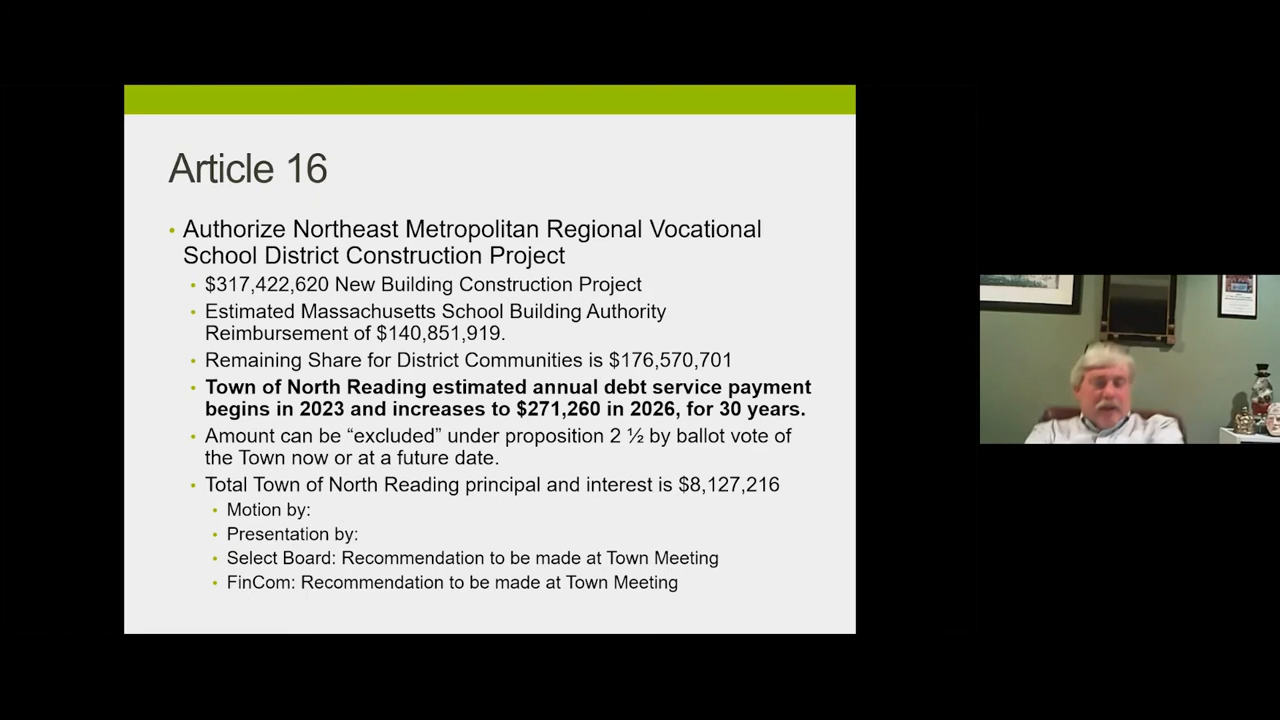 Article 16
• Authorize Northeast Metropolitan Regional Vocational
School District Construction Project
• $317,422,620 New Building Construction Project
• Estimated Massachusetts School Building Authority
Reimbursement of $140,851,919.
• Remaining Share for District Communities is $176,570,701
• Town of North Reading estimated annual debt service payment
begins in 2023 and increases to $271,260 in 2026, for 30 years.
• Amount can be “excluded” under proposition 2 ½ by ballot vote of
the Town now or at a future date.
• Total Town of North Reading principal and interest is $8,127,216
• Motion by:
• Presentation by:
• Select Board: Recommendation to be made at Town Meeting
• FinCom: Recommendation to be made at Town Meeting